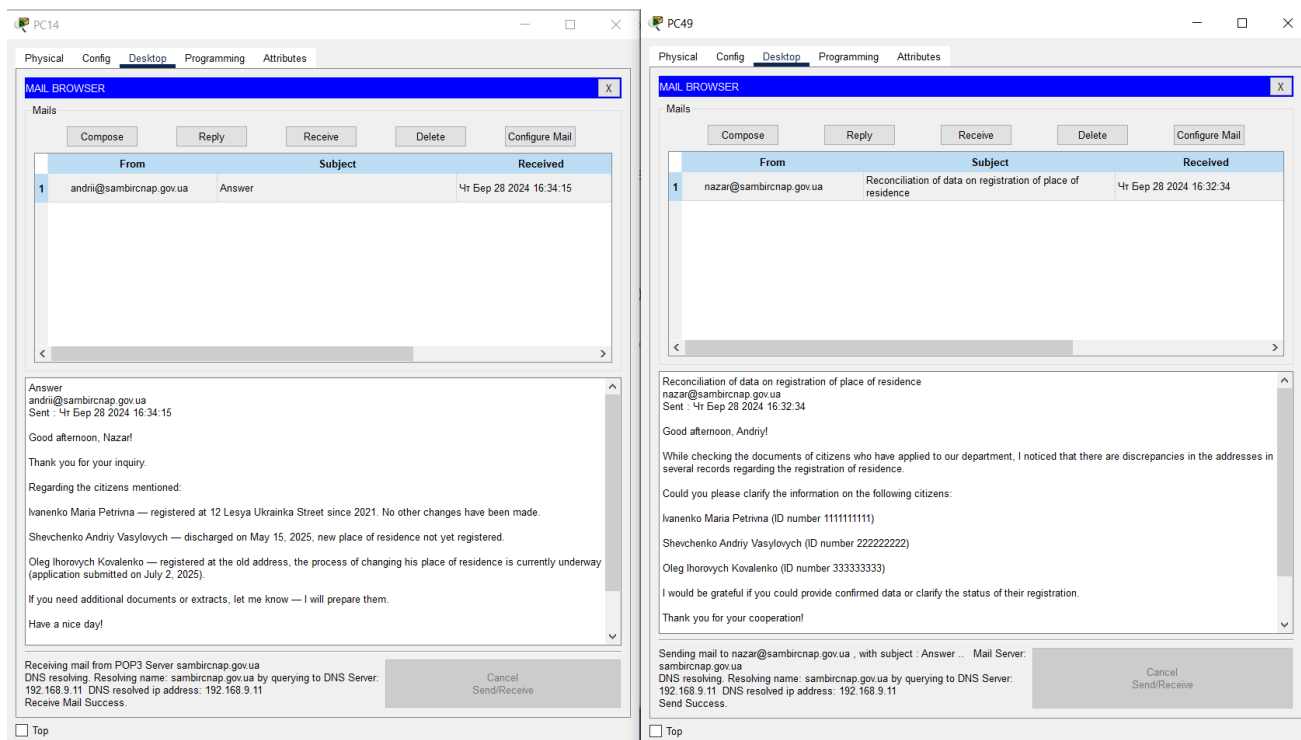 PC14
Physical Config Desktop Programming Attributes
MAIL BROWSER X
Mails
Compose Reply Receive Delete Configure Mail
From Subject Received
1 andrii@sambircnap.gov.ua Answer Чт Бер 28 2024 16:34:15
Answer
andrii@sambircnap.gov.ua
Sent : Чт Бер 28 2024 16:34:15
Good afternoon, Nazar!
Thank you for your inquiry.
Regarding the citizens mentioned:
Ivanenko Maria Petrivna — registered at 12 Lesya Ukrainka Street since 2021. No other changes have been made.
Shevchenko Andriy Vasylovych — discharged on May 15, 2025, new place of residence not yet registered.
Oleg Ihorovych Kovalenko — registered at the old address, the process of changing his place of residence is currently underway
(application submitted on July 2, 2025).
If you need additional documents or extracts, let me know — I will prepare them.
Have a nice day!
Receiving mail from POP3 Server sambircnap.gov.ua
DNS resolving. Resolving name: sambircnap.gov.ua by querying to DNS Server:
192.168.9.11 DNS resolved ip address: 192.168.9.11
Receive Mail Success.
Cancel
Send/Receive
Top
PC49
Physical Config Desktop Programming Attributes
MAIL BROWSER X
Mails
Compose Reply Receive Delete Configure Mail
From Subject Received
1 nazar@sambircnap.gov.ua Reconciliation of data on registration of place of Чт Бер 28 2024 16:32:34
residence
Reconciliation of data on registration of place of residence
nazar@sambircnap.gov.ua
Sent : Чт Бер 28 2024 16:32:34
Good afternoon, Andriy!
While checking the documents of citizens who have applied to our department, I noticed that there are discrepancies in the addresses in
several records regarding the registration of residence.
Could you please clarify the information on the following citizens:
Ivanenko Maria Petrivna (ID number 1111111111)
Shevchenko Andriy Vasylovych (ID number 222222222)
Oleg Ihorovych Kovalenko (ID number 333333333)
I would be grateful if you could provide confirmed data or clarify the status of their registration.
Thank you for your cooperation!
Sending mail to nazar@sambircnap.gov.ua , with subject : Answer .. Mail Server:
sambircnap.gov.ua
DNS resolving. Resolving name: sambircnap.gov.ua by querying to DNS Server:
192.168.9.11 DNS resolved ip address: 192.168.9.11
Send Success.
Cancel
Send/Receive
Top